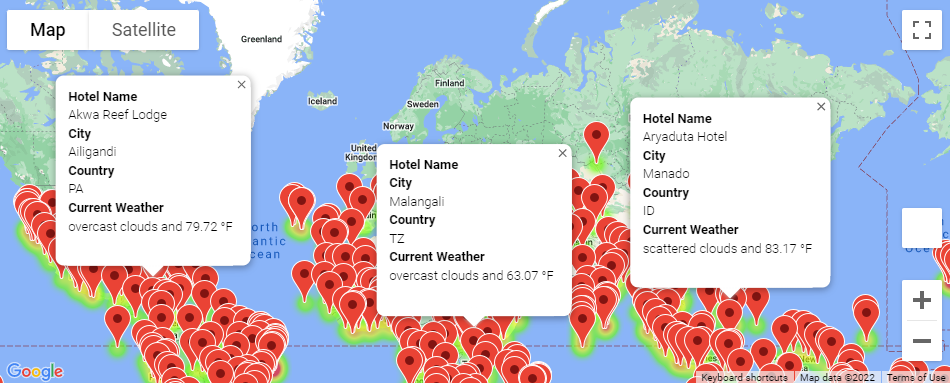 Map
Satellite
Greenland
Iceland
Finland
Sweden
Norway
United
Kingdom
Hotel Name
Akwa Reef Lodge
City
Ailigandi
Country
PA
Current Weather
overcast clouds and 79.72 °F
Hotel Name
City
Malangali
Country
TZ
Current Weather
overcast clouds and 63.07 °F
Hotel Name
Aryaduta Hotel
City
Manado
Country
ID
Current Weather
scattered clouds and 83.17 °F
Google
Keyboard shortcuts
Map data ©2022
Terms of Use